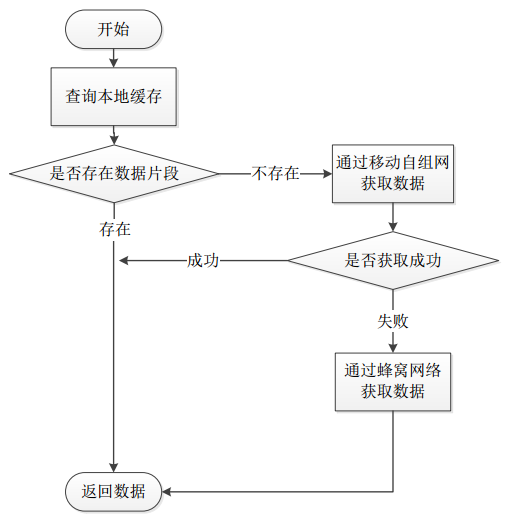 开始
查询本地缓存
是否存在数据片段
不存在
通过移动自组网
获取数据
存在
成功
是否获取成功
失败
通过蜂窝网络
获取数据
返回数据